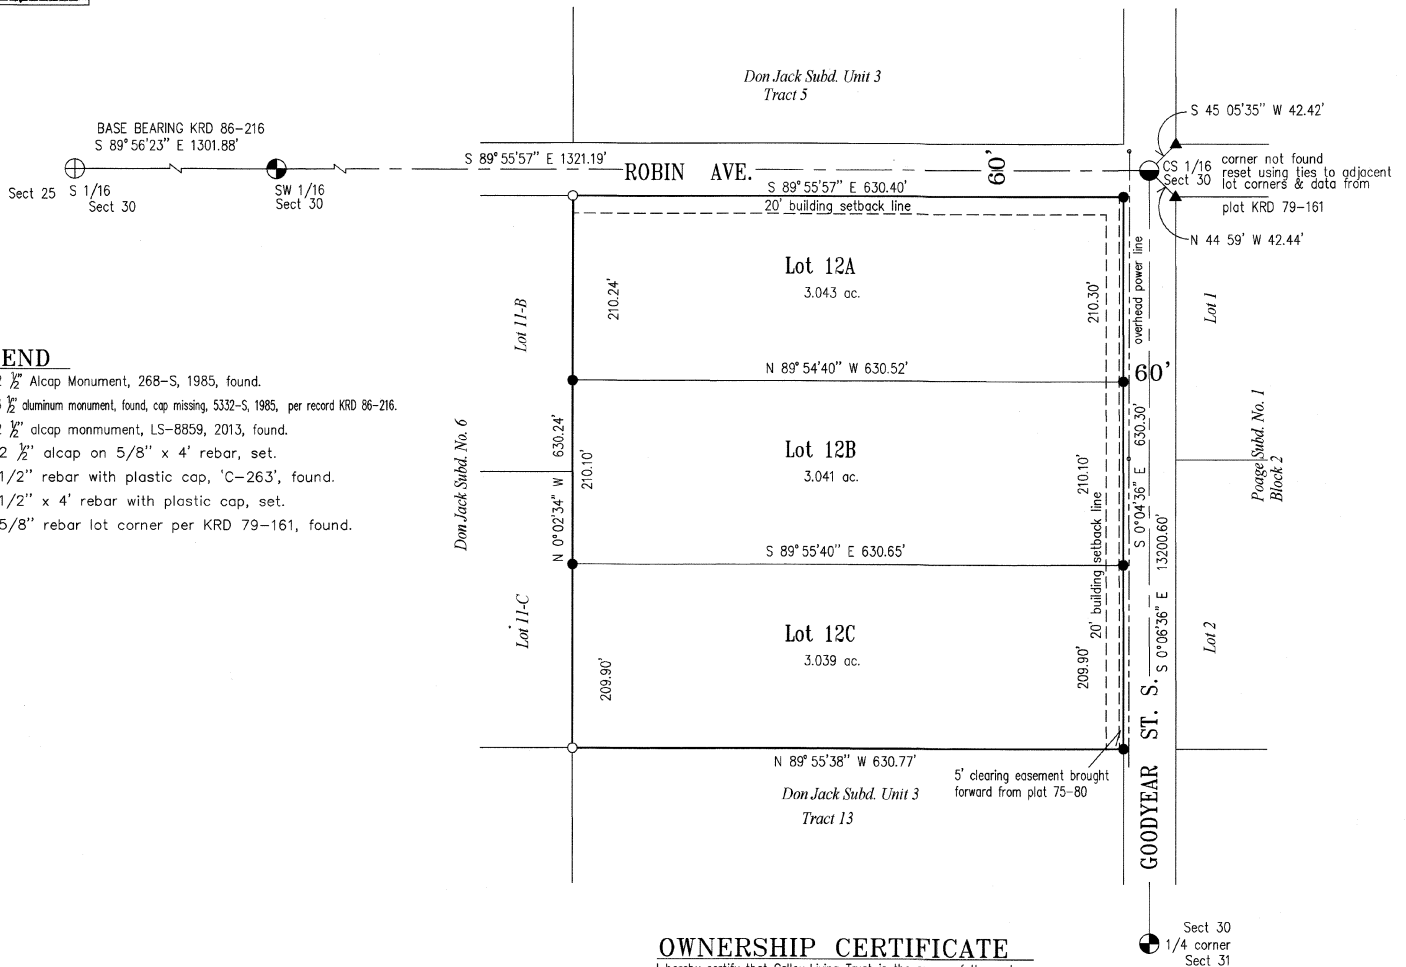 Don Jack Subd. Unit 3
Tract 5
BASE BEARING KRD 86-216
S 89°56'23" E 1301.88'
S 45 05'35" W 42.42'
S 89°55'57" E 1321.19'
ROBIN AVE.
60'
CS 1/16
Sect 30
corner not found
reset using ties to adjacent
lot corners & data from
plat KRD 79-161
Sect 25
S 1/16
Sect 30
SW 1/16
Sect 30
S 89°55'57" E 630.40'
20' building setback line
N 44 59' W 42.44'
Lot 12A
3.043 ac.
210.24'
210.30'
overhead power line
Lot 11-B
Lot 1
END
½" Alcap Monument, 268-S, 1985, found.
½" aluminum monument, found, cap missing, 5332-S, 1985, per record KRD 86-216.
½" alcap monmument, LS-8859, 2013, found.
2 ½" alcap on 5/8" x 4' rebar, set.
1/2" rebar with plastic cap, 'C-263', found.
1/2" x 4' rebar with plastic cap, set.
5/8" rebar lot corner per KRD 79-161, found.
N 89°54'40" W 630.52'
60'
Don Jack Subd. No. 6
N 0°02'34" W 630.24'
210.10'
Lot 12B
3.041 ac.
210.10'
S 0°04'36" E 630.30'
Poage Subd. No. 1
Block 2
20' building setback line
S 0°06'36" E 13200.60'
S 89°55'40" E 630.65'
Lot 11-C
Lot 12C
3.039 ac.
209.90'
209.90'
Lot 2
N 89°55'38" W 630.77'
5' clearing easement brought
forward from plat 75-80
Don Jack Subd. Unit 3
Tract 13
GOODYEAR ST. S.
Sect 30
1/4 corner
Sect 31
OWNERSHIP CERTIFICATE